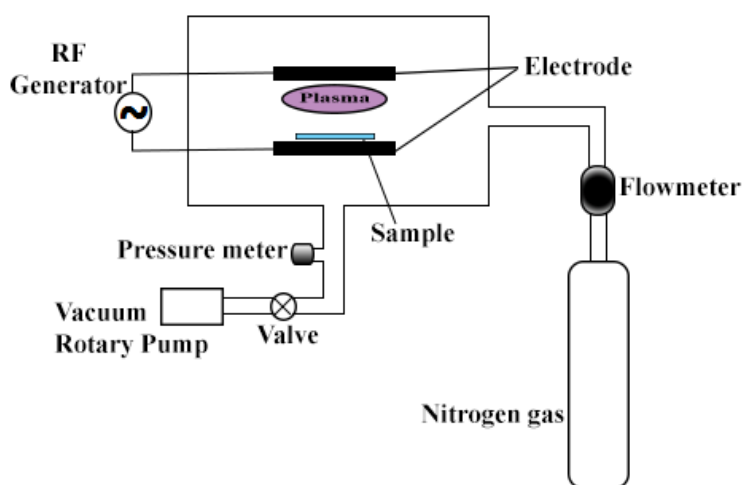 RF
Generator
Plasma
Electrode
Flowmeter
Sample
Pressure meter
Vacuum
Rotary Pump
Valve
Nitrogen gas